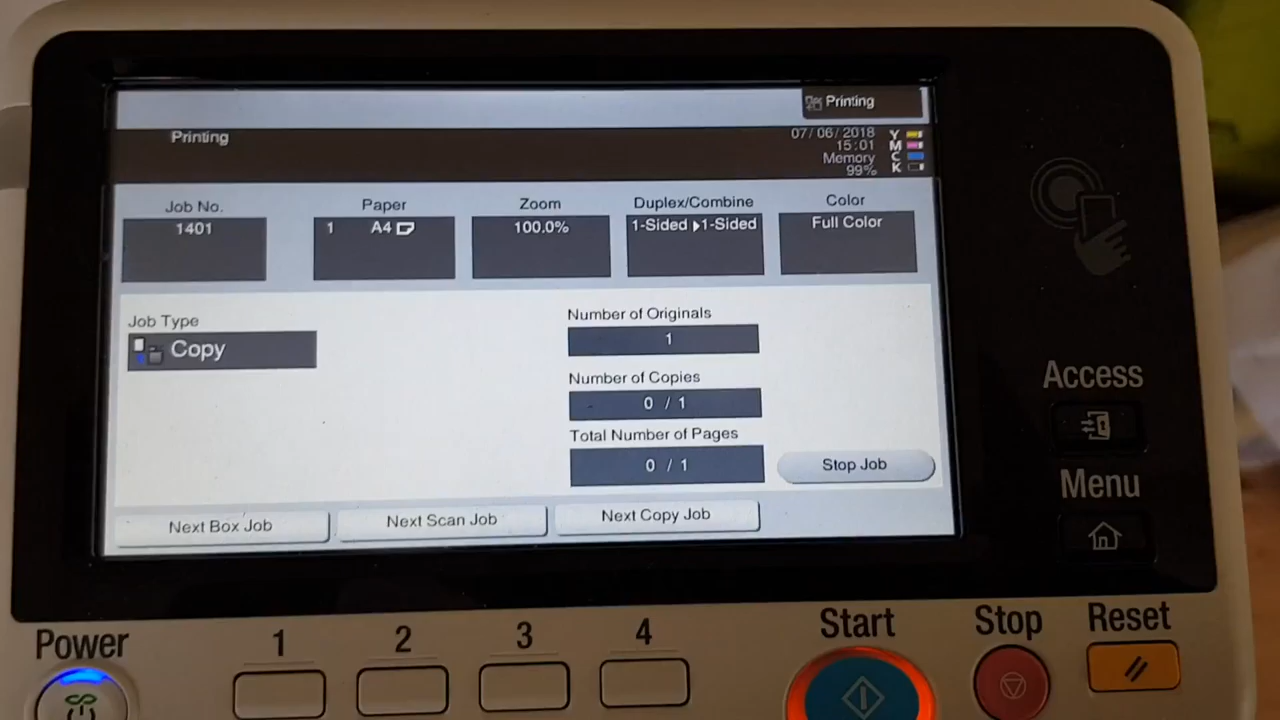 Printing
Printing
07/06/2018
15:01
Memory
99%
Y
M
C
K
Job No.
1401
Paper
1 A4
Zoom
100.0%
Duplex/Combine
1-Sided ▸1-Sided
Color
Full Color
Job Type
Copy
Number of Originals
1
Number of Copies
0 / 1
Total Number of Pages
0 / 1
Stop Job
Next Box Job
Next Scan Job
Next Copy Job
Access
Menu
Power
1
2
3
4
Start
Stop
Reset